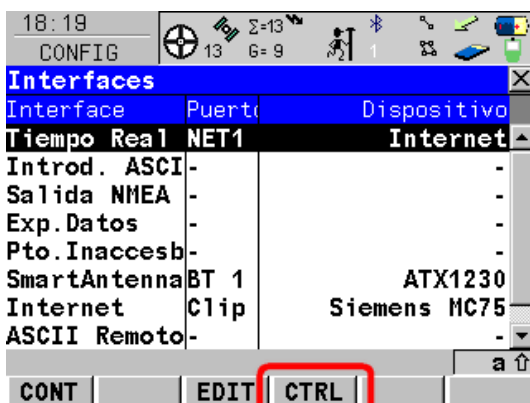 18:19
CONFIG
13
Σ=13
G= 9
1
Interfaces
Interface Puerto Dispositivo
Tiempo Real NET1 Internet
Introd. ASCI - -
Salida NMEA - -
Exp.Datos - -
Pto.Inaccesb - -
SmartAntenna BT 1 ATX1230
Internet Clip Siemens MC75
ASCII Remoto - -
a
CONT EDIT CTRL